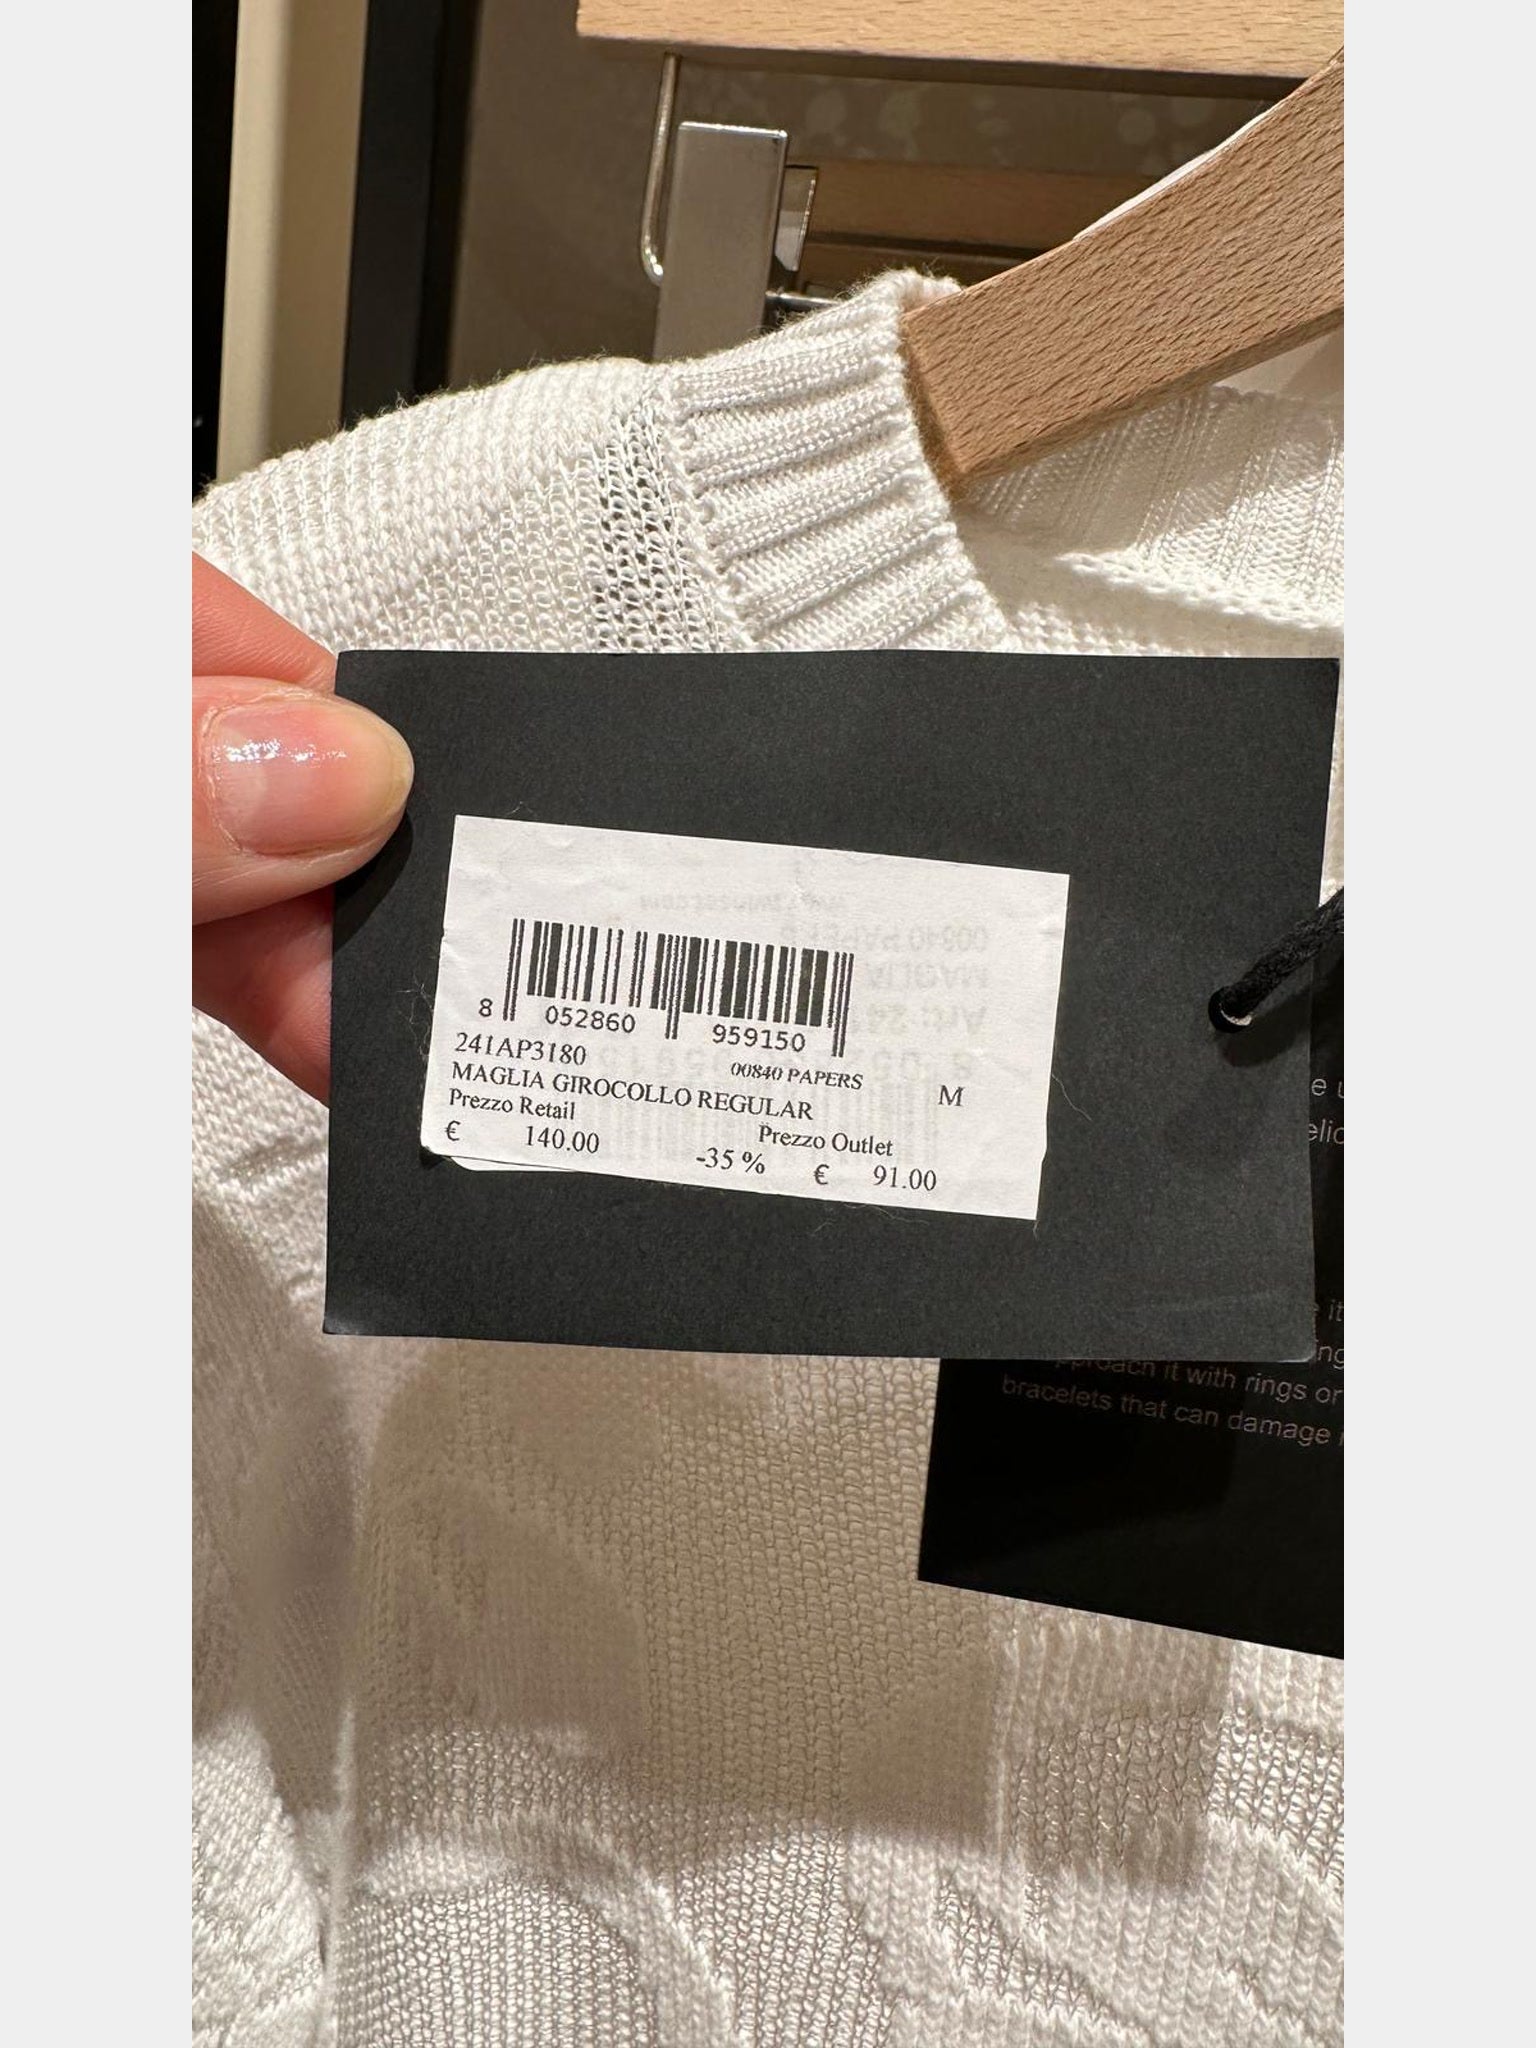 8 052860 959150
241AP3180 00840 PAPERS M
MAGLIA GIROCOLLO REGULAR
Prezzo Retail Prezzo Outlet
€ 140.00 -35 % € 91.00
it with rings or
bracelets that can damage